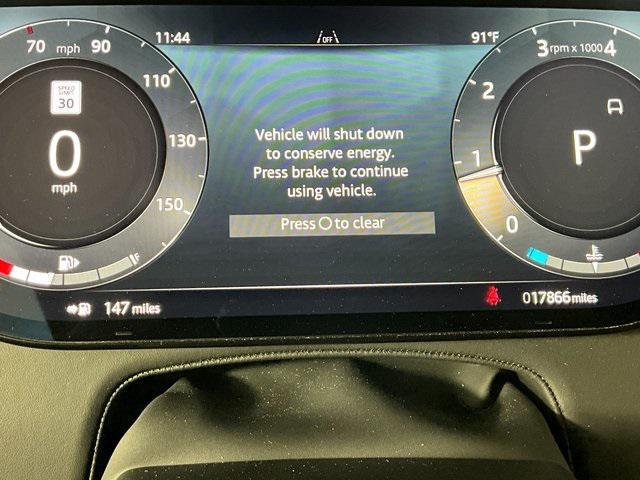 70 mph 90
11:44
OFF
91°F
3 rpm x 1000 4
110
2
SPEED
LIMIT
30
130
0
mph
Vehicle will shut down
to conserve energy.
Press brake to continue
using vehicle.
1
P
150
Press to clear
0
147 miles
017866 miles